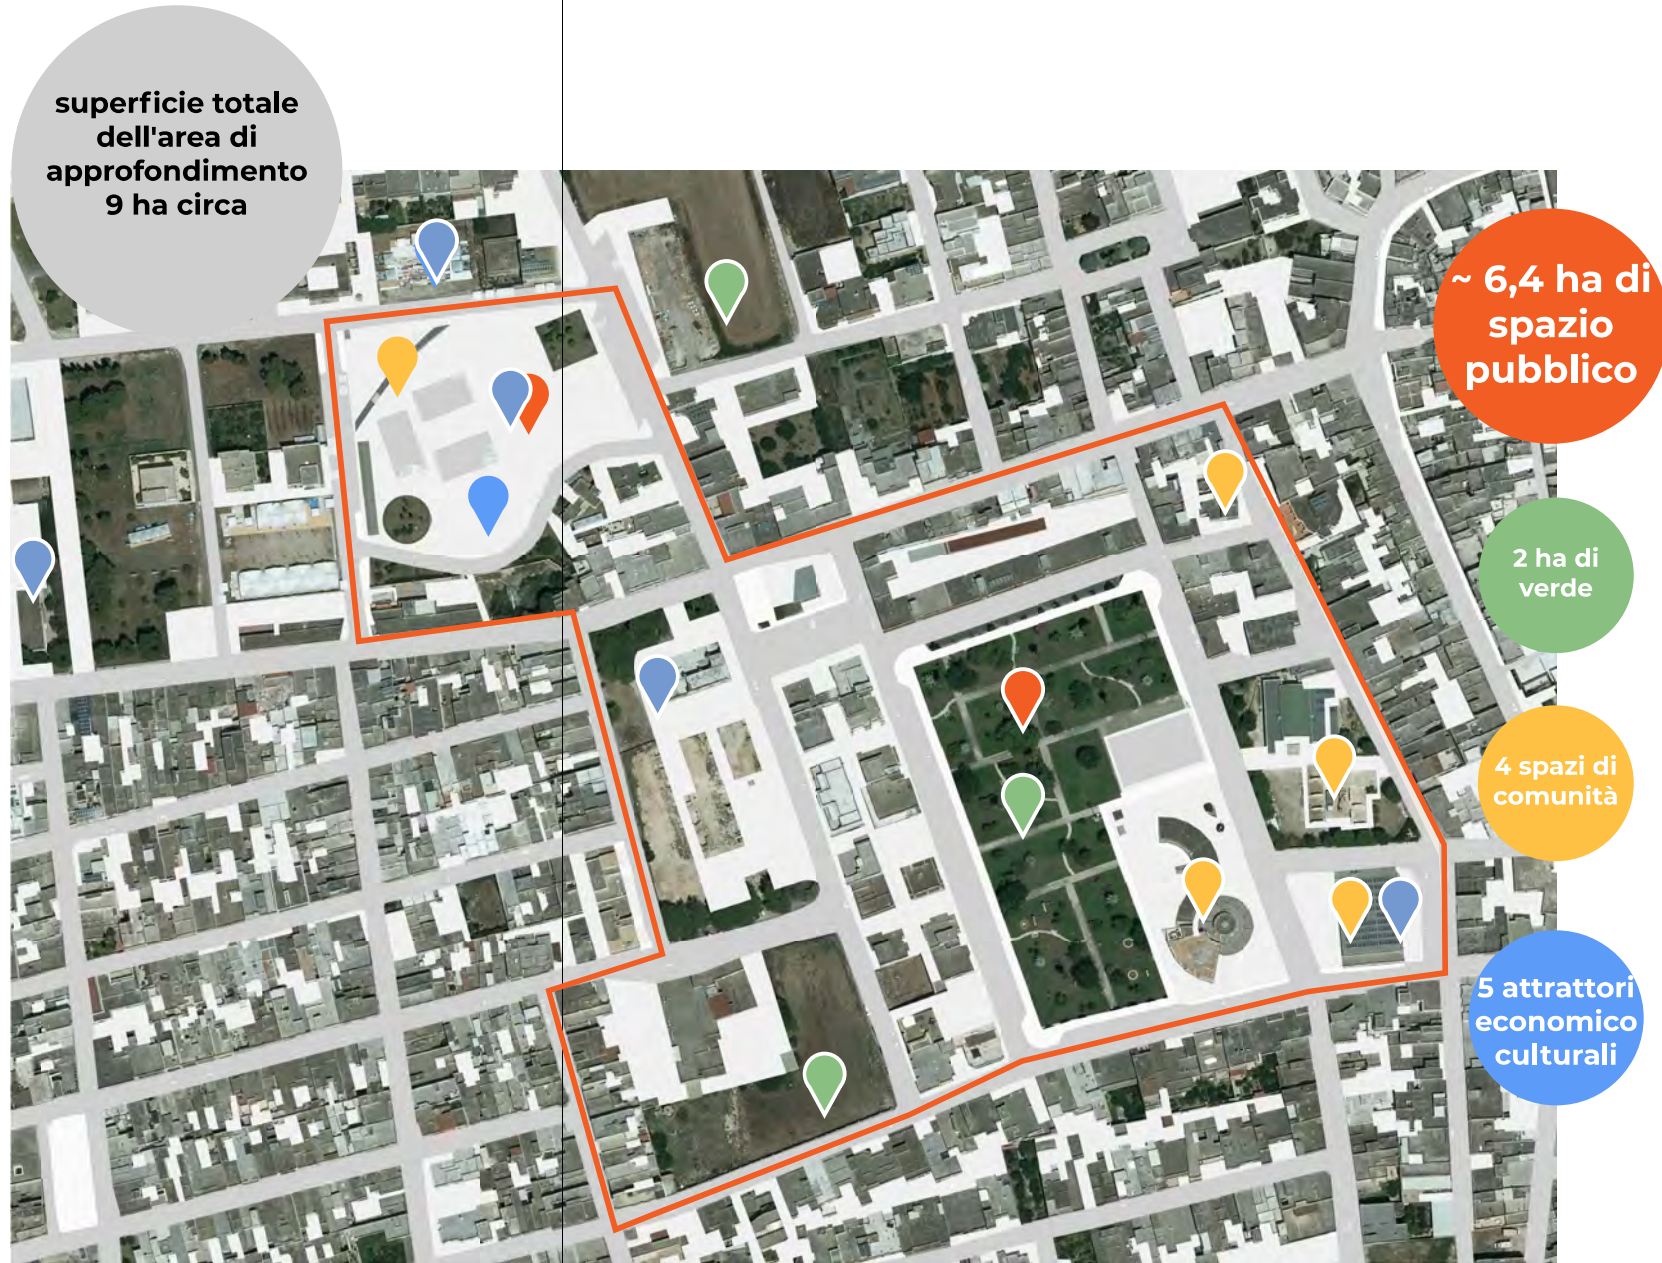 superficie totale
dell'area di
approfondimento
9 ha circa
~ 6,4 ha di
spazio
pubblico
2 ha di
verde
4 spazi di
comunità
5 attrattori
economico
culturali